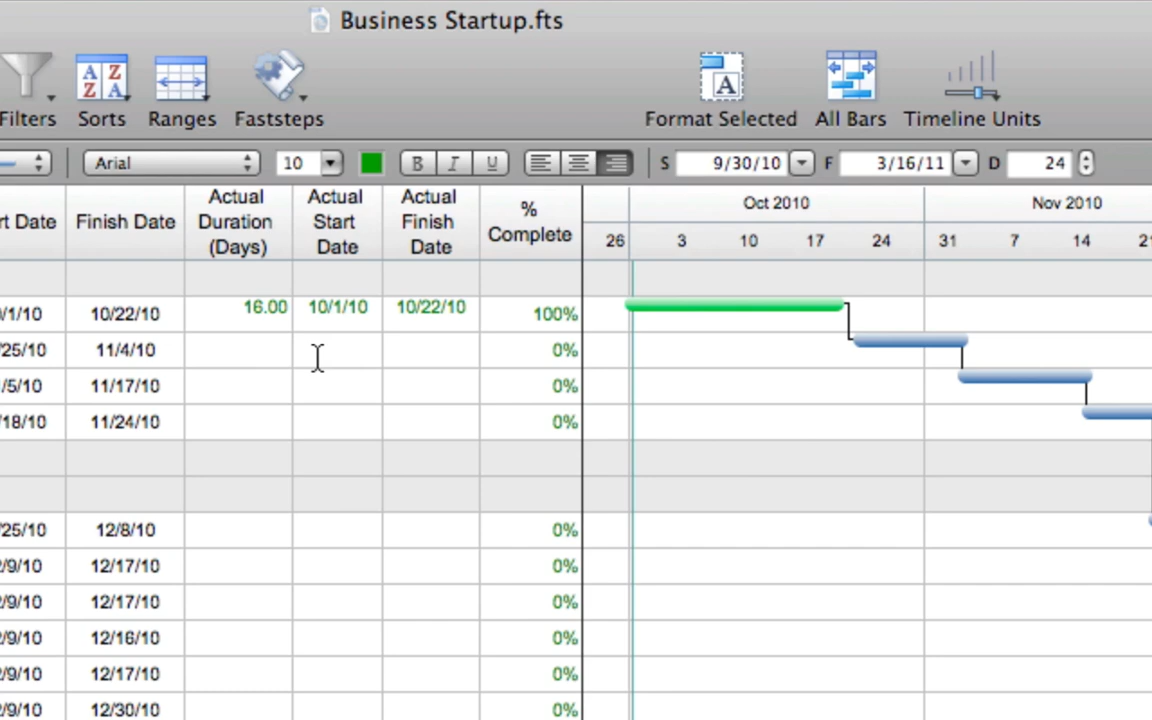 Business Startup.fts
Filters Sorts Ranges Faststeps Format Selected All Bars Timeline Units
Arial 10 B I U S 9/30/10 F 3/16/11 D 24
rt Date Finish Date Actual Duration (Days) Actual Start Date Actual Finish Date % Complete Oct 2010 Nov 2010
26 3 10 17 24 31 7 14 21
/1/10 10/22/10 16.00 10/1/10 10/22/10 100%
/25/10 11/4/10 0%
/5/10 11/17/10 0%
/18/10 11/24/10 0%
/25/10 12/8/10 0%
/9/10 12/17/10 0%
/9/10 12/17/10 0%
/9/10 12/16/10 0%
/9/10 12/17/10 0%
/9/10 12/30/10 0%